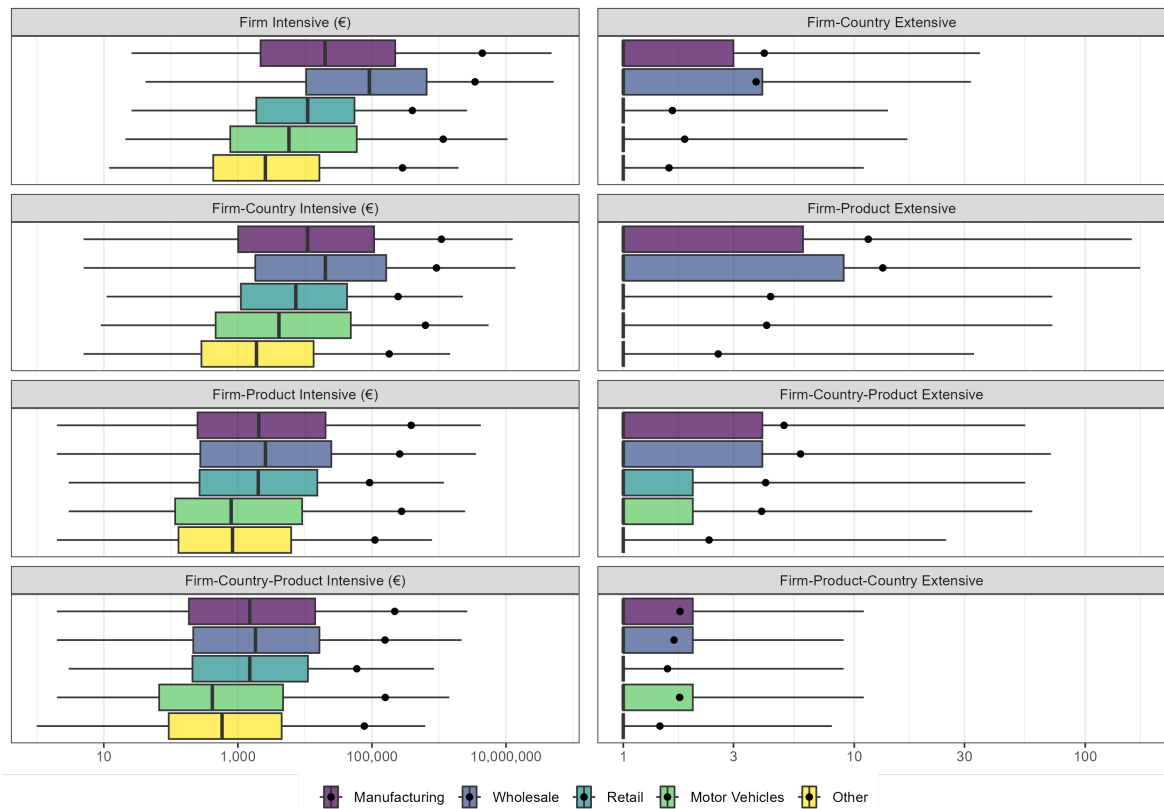 Firm Intensive (€)
Firm-Country Extensive
Firm-Country Intensive (€)
Firm-Product Extensive
Firm-Product Intensive (€)
Firm-Country-Product Extensive
Firm-Country-Product Intensive (€)
Firm-Product-Country Extensive
10 1,000 100,000 10,000,000
1 3 10 30 100
Manufacturing Wholesale Retail Motor Vehicles Other